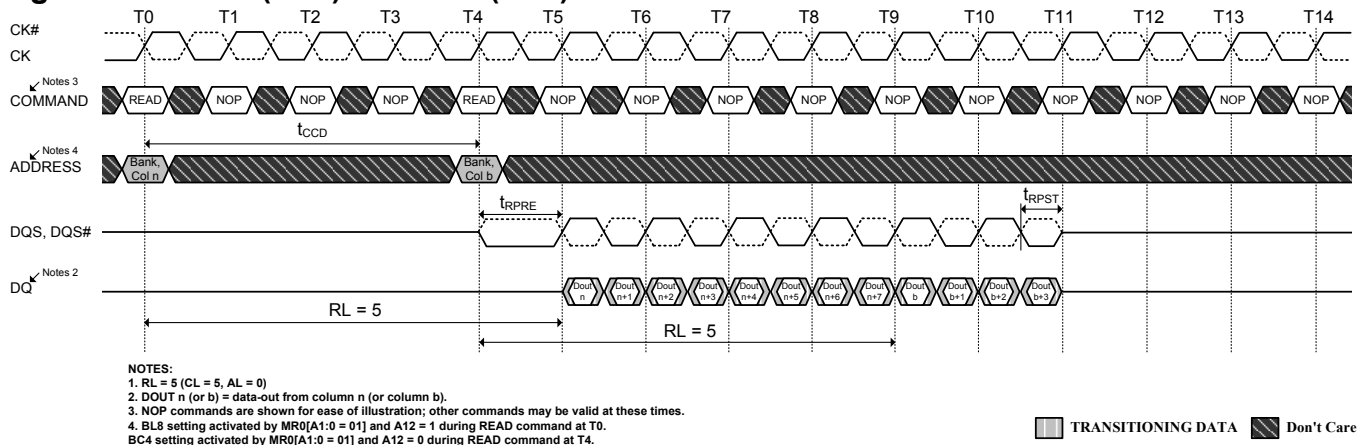 T0 T1 T2 T3 T4 T5 T6 T7 T8 T9 T10 T11 T12 T13 T14
CK#
CK
Notes 3
COMMAND READ NOP NOP NOP READ NOP NOP NOP NOP NOP NOP NOP NOP NOP NOP
tCCD
Notes 4
ADDRESS
Bank, Bank,
Col n Col b
tRPRE tRPST
DQS, DQS#
Notes 2
DQ
Dout Dout Dout Dout Dout Dout Dout Dout Dout Dout Dout Dout
n n+1 n+2 n+3 n+4 n+5 n+6 n+7 b b+1 b+2 b+3
RL = 5
RL = 5
NOTES:
1. RL = 5 (CL = 5, AL = 0)
2. DOUT n (or b) = data-out from column n (or column b).
3. NOP commands are shown for ease of illustration; other commands may be valid at these times.
4. BL8 setting activated by MR0[A1:0 = 01] and A12 = 1 during READ command at T0.
BC4 setting activated by MR0[A1:0 = 01] and A12 = 0 during READ command at T4.
TRANSITIONING DATA Don't Care